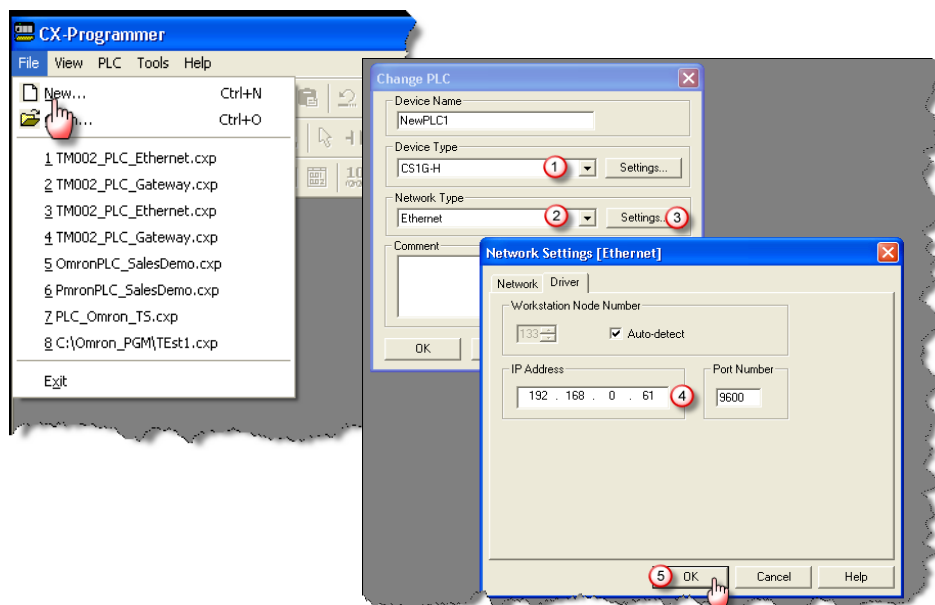 CX-Programmer
File View PLC Tools Help
New... Ctrl+N
Ctrl+O
1 TM002_PLC_Ethernet.cxp
2 TM002_PLC_Gateway.cxp
3 TM002_PLC_Ethernet.cxp
4 TM002_PLC_Gateway.cxp
5 OmronPLC_SalesDemo.cxp
6 PmronPLC_SalesDemo.cxp
7 PLC_Omron_TS.cxp
8 C:\Omron_PGM\TEst1.cxp
Exit
Change PLC
Device Name
NewPLC1
Device Type
CS1G-H 1 Settings...
Network Type
Ethernet 2 Settings... 3
Comment
OK
Network Settings [Ethernet]
Network Driver
Workstation Node Number
133 Auto-detect
IP Address Port Number
192 . 168 . 0 . 61 4 9600
5 OK Cancel Help